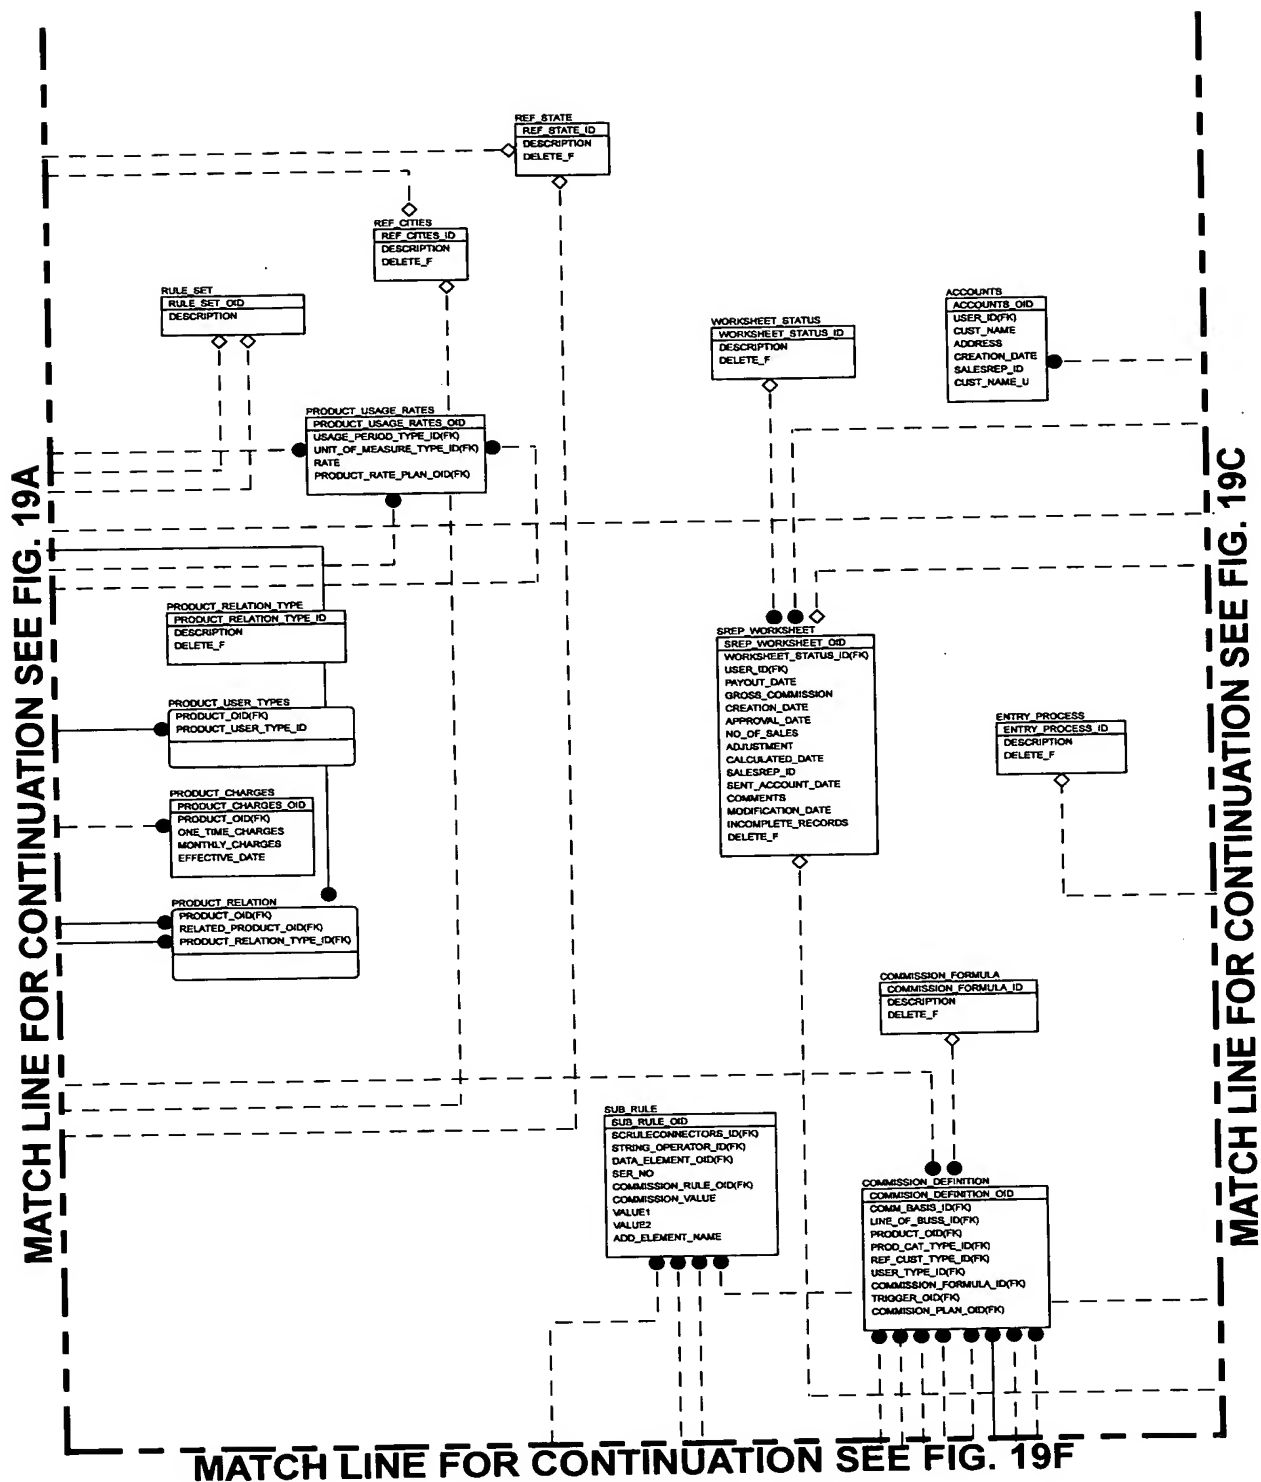 REF_STATE
REF_STATE_ID
DESCRIPTION
DELETE_F
REF_CITIES
REF_CITIES_ID
DESCRIPTION
DELETE_F
RULE_SET
RULE_SET_OID
DESCRIPTION
WORKSHEET_STATUS
WORKSHEET_STATUS_ID
DESCRIPTION
DELETE_F
ACCOUNTS
ACCOUNTS_OID
USER_ID(FK)
CUST_NAME
ADDRESS
CREATION_DATE
SALESREP_ID
CUST_NAME_U
PRODUCT_USAGE_RATES
PRODUCT_USAGE_RATES_OID
USAGE_PERIOD_TYPE_ID(FK)
UNIT_OF_MEASURE_TYPE_ID(FK)
RATE
PRODUCT_RATE_PLAN_OID(FK)
MATCH LINE FOR CONTINUATION SEE FIG. 19A
MATCH LINE FOR CONTINUATION SEE FIG. 19C
PRODUCT_RELATION_TYPE
PRODUCT_RELATION_TYPE_ID
DESCRIPTION
DELETE_F
PRODUCT_USER_TYPES
PRODUCT_OID(FK)
PRODUCT_USER_TYPE_ID
PRODUCT_CHARGES
PRODUCT_CHARGES_OID
PRODUCT_OID(FK)
ONE_TIME_CHARGES
MONTHLY_CHARGES
EFFECTIVE_DATE
PRODUCT_RELATION
PRODUCT_OID(FK)
RELATED_PRODUCT_OID(FK)
PRODUCT_RELATION_TYPE_ID(FK)
SREP_WORKSHEET
SREP_WORKSHEET_OID
WORKSHEET_STATUS_ID(FK)
USER_ID(FK)
PAYOUT_DATE
GROSS_COMMISSION
CREATION_DATE
APPROVAL_DATE
NO_OF_SALES
ADJUSTMENT
CALCULATED_DATE
SALESREP_ID
SENT_ACCOUNT_DATE
COMMENTS
MODIFICATION_DATE
INCOMPLETE_RECORDS
DELETE_F
ENTRY_PROCESS
ENTRY_PROCESS_ID
DESCRIPTION
DELETE_F
COMMISSION_FORMULA
COMMISSION_FORMULA_ID
DESCRIPTION
DELETE_F
SUB_RULE
SUB_RULE_OID
SCRULECONNECTORS_ID(FK)
STRING_OPERATOR_ID(FK)
DATA_ELEMENT_OID(FK)
SER_NO
COMMISSION_RULE_OID(FK)
COMMISSION_VALUE
VALUE1
VALUE2
ADD_ELEMENT_NAME
COMMISSION_DEFINITION
COMMISION_DEFINITION_OID
COMM_BASIS_ID(FK)
LINE_OF_BUSS_ID(FK)
PRODUCT_OID(FK)
PROD_CAT_TYPE_ID(FK)
REF_CUST_TYPE_ID(FK)
USER_TYPE_ID(FK)
COMMISSION_FORMULA_ID(FK)
TRIGGER_OID(FK)
COMMISION_PLAN_OID(FK)
MATCH LINE FOR CONTINUATION SEE FIG. 19F